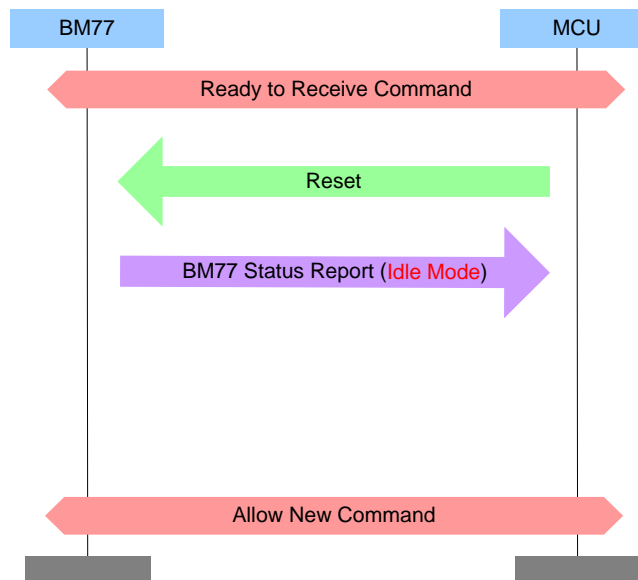 BM77
MCU
Ready to Receive Command
Reset
BM77 Status Report (Idle Mode)
Allow New Command